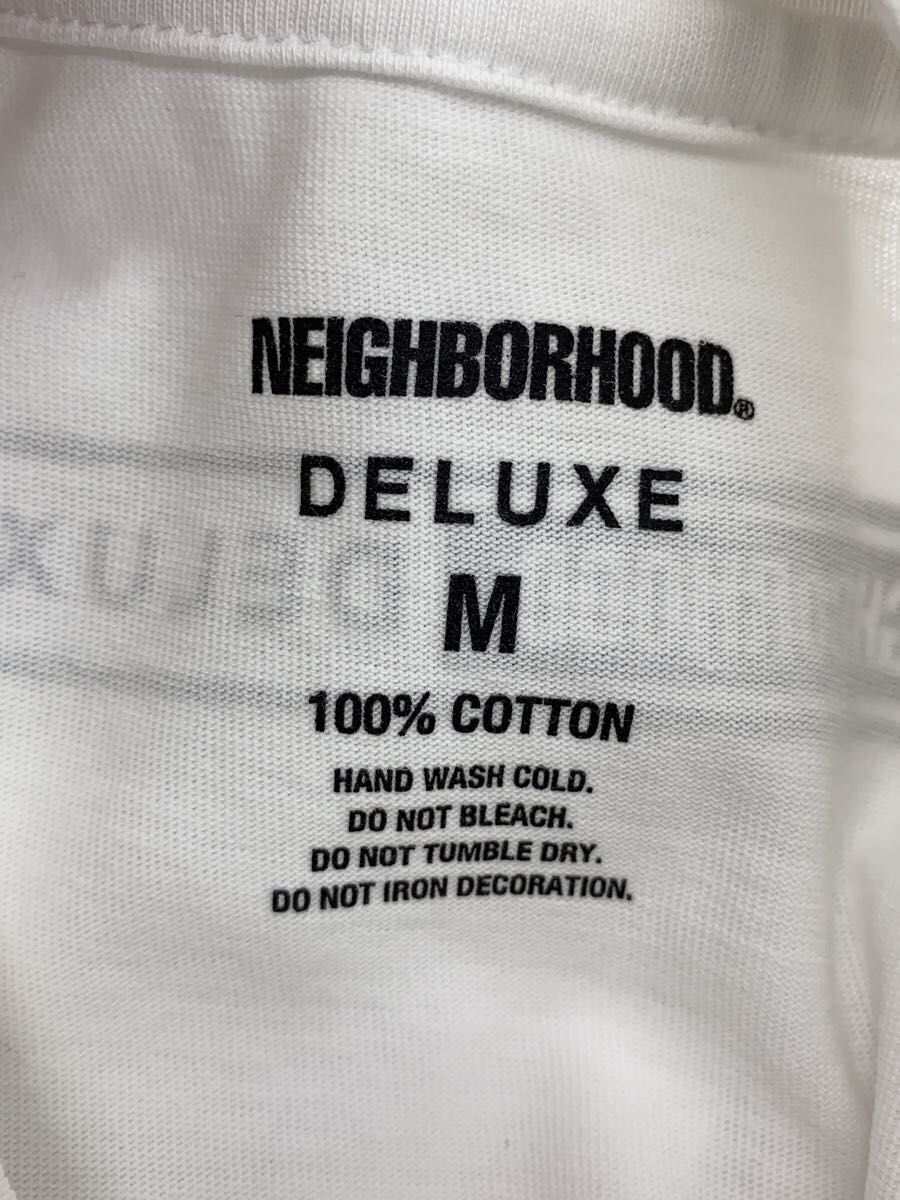 NEIGHBORHOOD®
DELUXE
M
100% COTTON
HAND WASH COLD.
DO NOT BLEACH.
DO NOT TUMBLE DRY.
DO NOT IRON DECORATION.